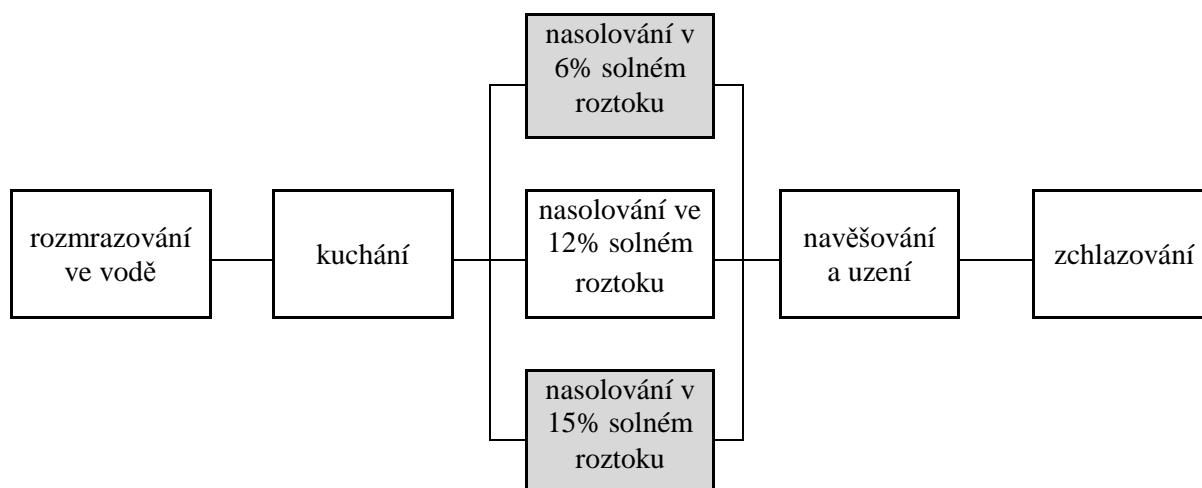 nasolování v
6% solném
roztoku
rozmrazování
ve vodě
kuchání
nasolování ve
12% solném
roztoku
navěšování
a uzení
zchlazování
nasolování v
15% solném
roztoku